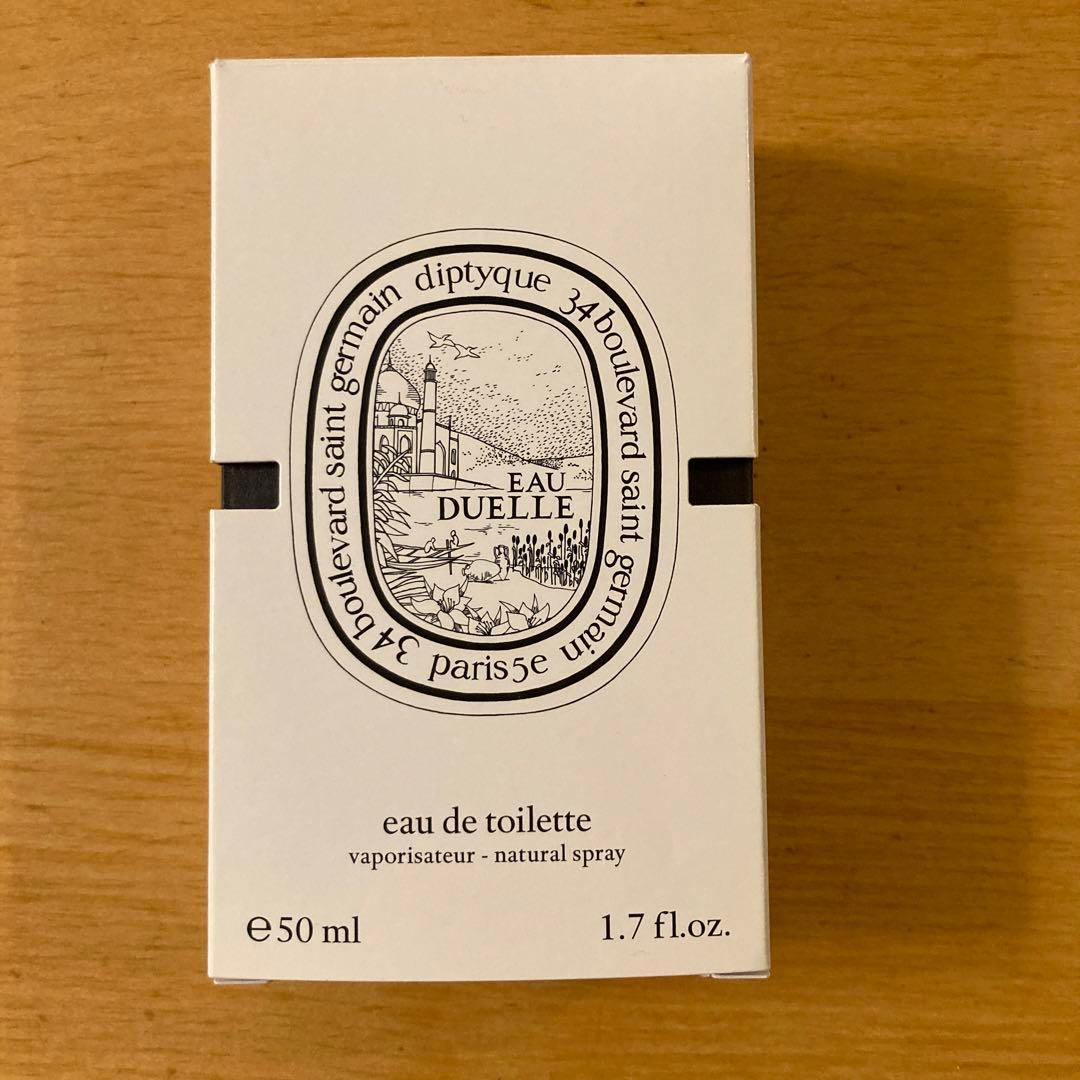 diptyque
34 boulevard saint germain
paris5e
34 boulevard saint germain
EAU
DUELLE
eau de toilette
vaporisateur - natural spray
℮50 ml
1.7 fl.oz.